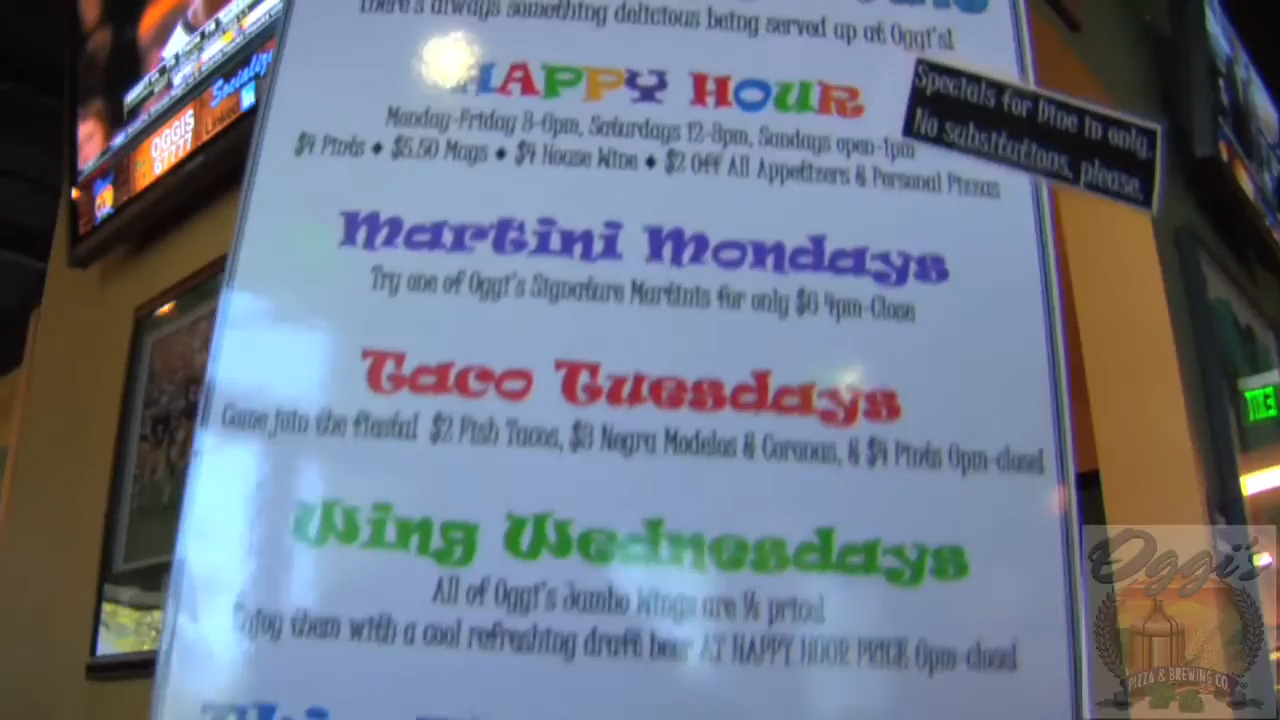 There's always something delicious being served up at Oggi's!
HAPPY HOUR
Monday-Friday 3-6pm, Saturdays 12-3pm, Sundays open-1pm
$4 Pints ◆ $5.50 Mugs ◆ $4 House Wine ◆ $2 Off All Appetizers & Personal Pizzas
Specials for Dine in only.
No substitutions, please.
Martini Mondays
Try one of Oggi's Signature Martinis for only $6 4pm-Close
Taco Tuesdays
Come join the fiesta! $2 Fish Tacos, $3 Negra Modelos & Coronas, & $4 Pints 6pm-close!
Wing Wednesdays
All of Oggi's Jumbo Wings are ½ price!
Enjoy them with a cool refreshing draft beer AT HAPPY HOUR PRICE 6pm-close!
Socialize
OGGIS
67777
Linked
Oggi's
PIZZA & BREWING CO.